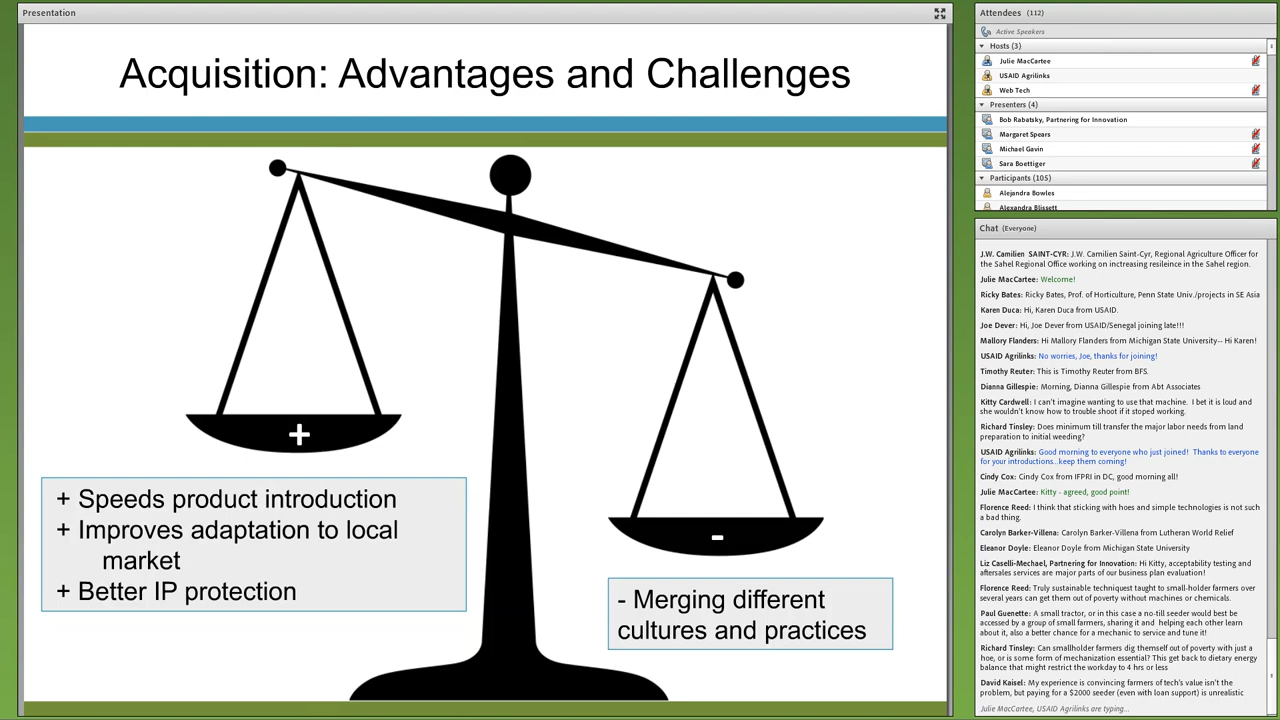 Presentation
Acquisition: Advantages and Challenges
+
-
+ Speeds product introduction
+ Improves adaptation to local
market
+ Better IP protection
- Merging different
cultures and practices
Attendees (112)
Active Speakers
Hosts (3)
Julie MacCartee
USAID Agrilinks
Web Tech
Presenters (4)
Bob Rabatsky, Partnering for Innovation
Margaret Spears
Michael Gavin
Sara Boettiger
Participants (105)
Alejandra Bowles
Alexandra Blissett
Chat (Everyone)
J.W. Camilien SAINT-CYR: J.W. Camilien Saint-Cyr, Regional Agriculture Officer for
the Sahel Regional Office working on inctreasing resileince in the Sahel region.
Julie MacCartee: Welcome!
Ricky Bates: Ricky Bates, Prof. of Horticulture, Penn State Univ./projects in SE Asia
Karen Duca: Hi, Karen Duca from USAID.
Joe Dever: Hi, Joe Dever from USAID/Senegal joining late!!!
Mallory Flanders: Hi Mallory Flanders from Michigan State University-- Hi Karen!
USAID Agrilinks: No worries, Joe, thanks for joining!
Timothy Reuter: This is Timothy Reuter from BFS.
Dianna Gillespie: Morning, Dianna Gillespie from Abt Associates
Kitty Cardwell: I can't imagine wanting to use that machine. I bet it is loud and
she wouldn't know how to trouble shoot if it stoped working.
Richard Tinsley: Does minimum till transfer the major labor needs from land
preparation to initial weeding?
USAID Agrilinks: Good morning to everyone who just joined! Thanks to everyone
for your introductions...keep them coming!
Cindy Cox: Cindy Cox from IFPRI in DC, good morning all!
Julie MacCartee: Kitty - agreed, good point!
Florence Reed: I think that sticking with hoes and simple technologies is not such
a bad thing.
Carolyn Barker-Villena: Carolyn Barker-Villena from Lutheran World Relief
Eleanor Doyle: Eleanor Doyle from Michigan State University
Liz Caselli-Mechael, Partnering for Innovation: Hi Kitty, acceptability testing and
aftersales services are major parts of our business plan evaluation!
Florence Reed: Truly sustainable techniquest taught to small-holder farmers over
several years can get them out of poverty without machines or chemicals.
Paul Guenette: A small tractor, or in this case a no-till seeder would best be
accessed by a group of small farmers, sharing it and helping each other learn
about it, also a better chance for a mechanic to service and tune it!
Richard Tinsley: Can smallholder farmers dig themself out of poverty with just a
hoe, or is some form of mechanization essential? This get back to dietary energy
balance that might restrict the workday to 4 hrs or less
David Kaisel: My experience is convincing farmers of tech's value isn't the
problem, but paying for a $2000 seeder (even with loan support) is unrealistic
Julie MacCartee, USAID Agrilinks are typing...